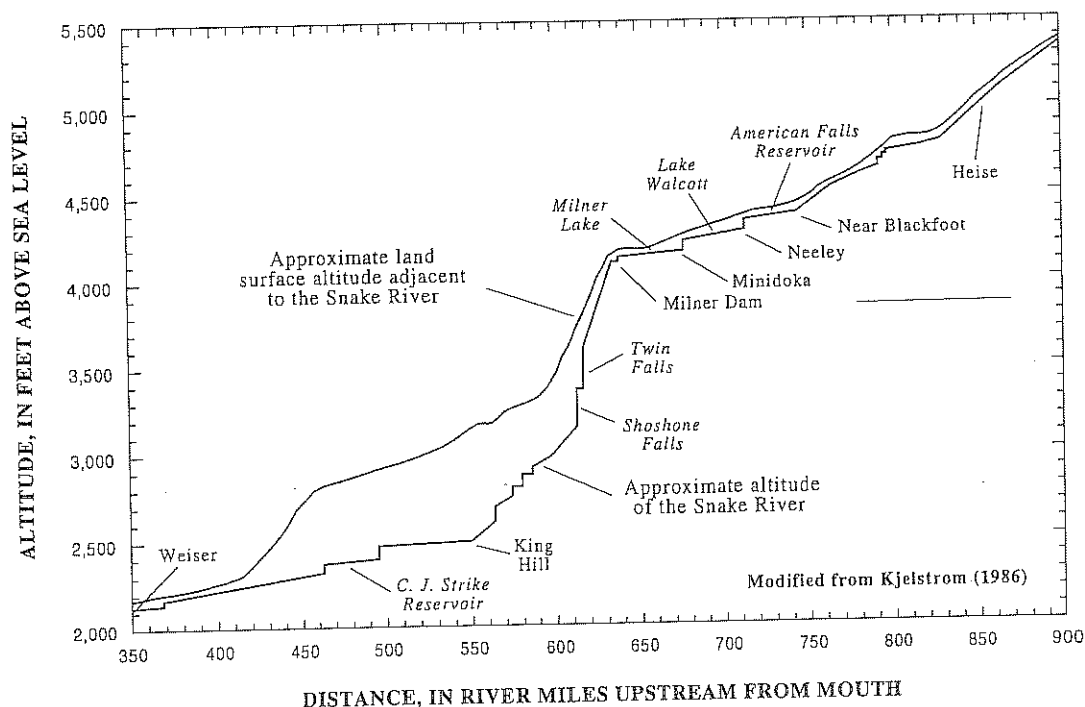 ALTITUDE, IN FEET ABOVE SEA LEVEL
5,500
5,000
4,500
4,000
3,500
3,000
2,500
2,000
American Falls
Reservoir
Heise
Lake
Walcott
Milner
Lake
Near Blackfoot
Neeley
Minidoka
Milner Dam
Approximate land
surface altitude adjacent
to the Snake River
Twin
Falls
Shoshone
Falls
Approximate altitude
of the Snake River
King
Hill
Weiser
C. J. Strike
Reservoir
Modified from Kjelstrom (1986)
350 400 450 500 550 600 650 700 750 800 850 900
DISTANCE, IN RIVER MILES UPSTREAM FROM MOUTH